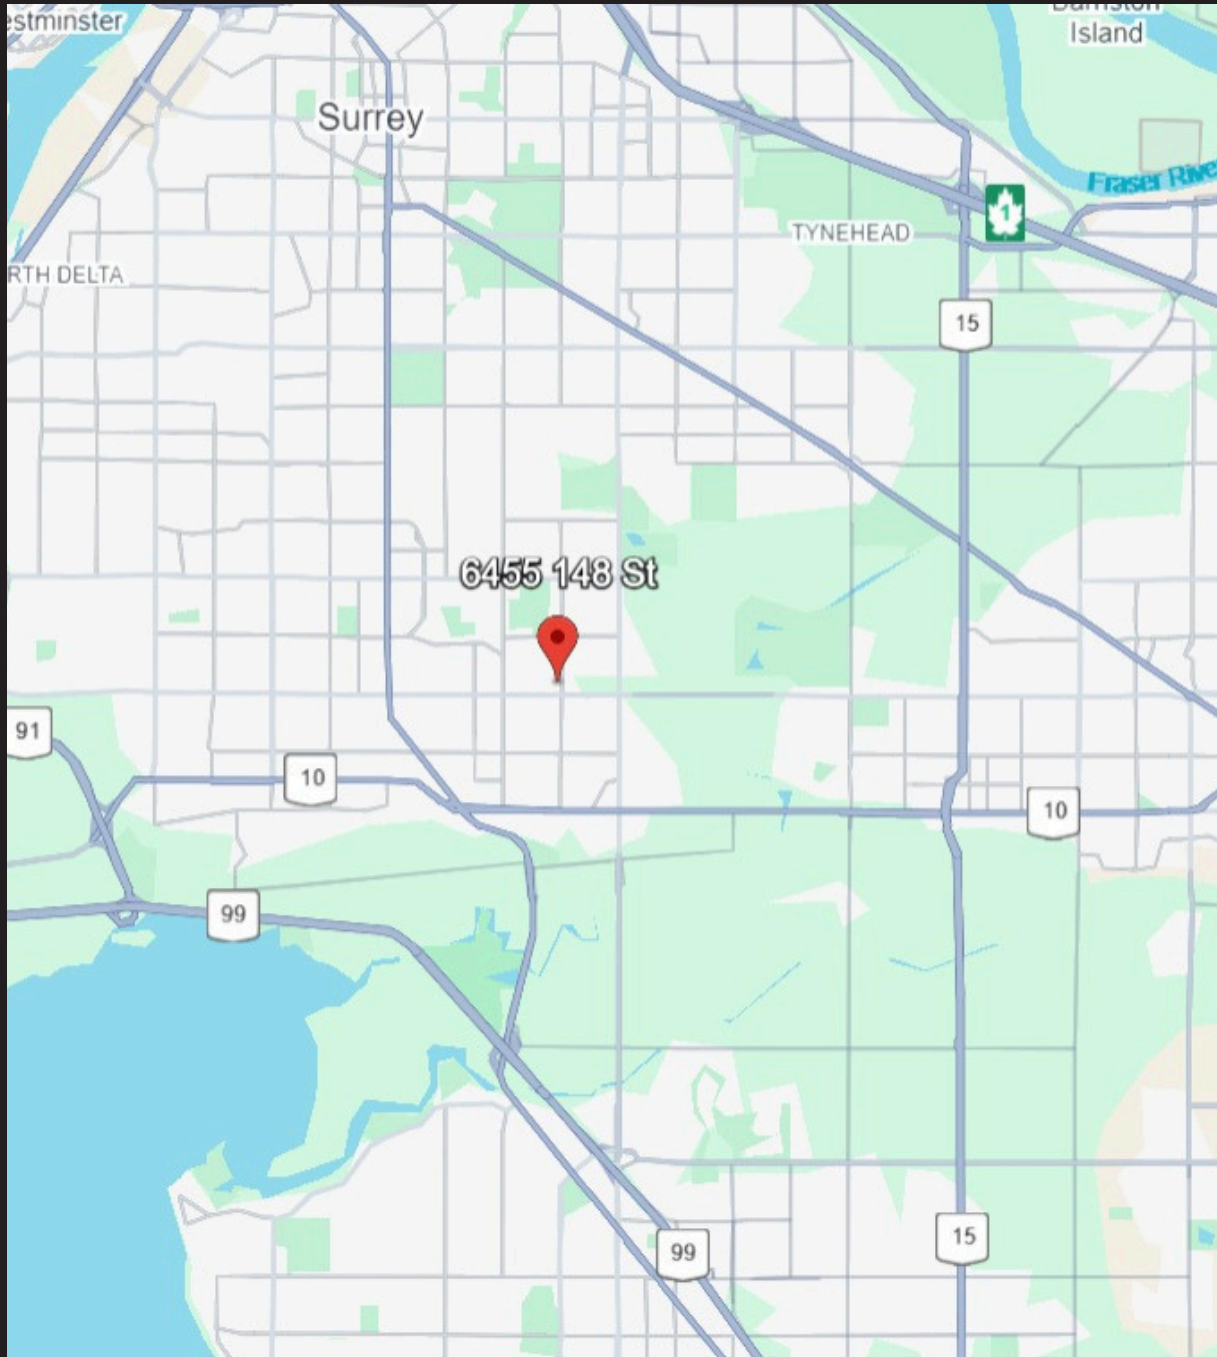 estminster
Island
Surrey
Fraser Rive
1
TYNEHEAD
RTH DELTA
15
6455 148 St
91
10
10
99
15
99